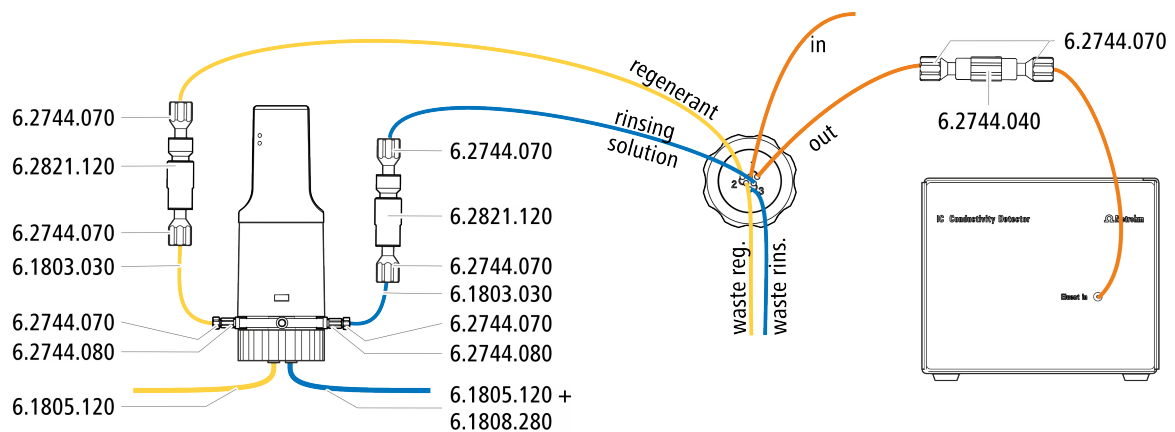 6.2744.070
6.2821.120
6.2744.070
6.1803.030
6.2744.070
6.2744.080
6.1805.120
6.2744.070
6.2821.120
6.2744.070
6.1803.030
6.2744.070
6.2744.080
6.1805.120 +
6.1808.280
regenerant
rinsing
solution
in
out
2
3
waste reg.
waste rins.
6.2744.070
6.2744.040
IC Conductivity Detector
Metrohm
Eluent in